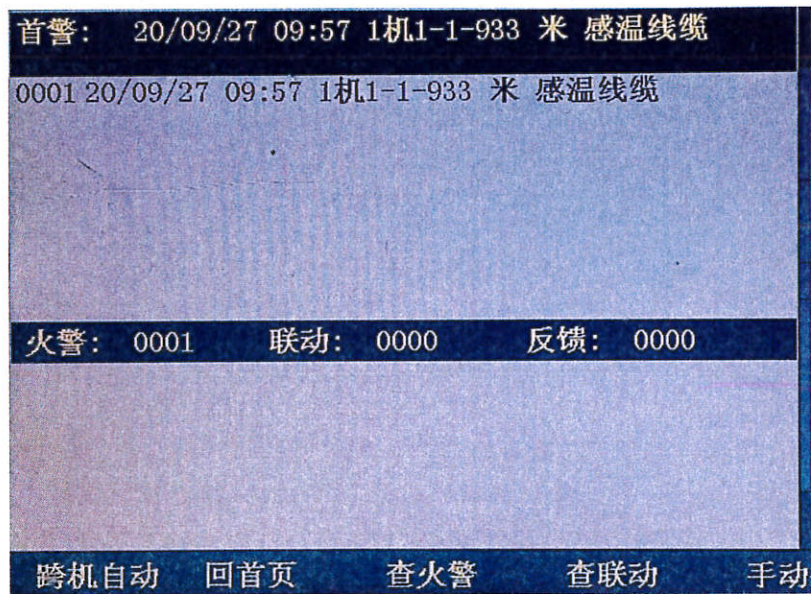 首警: 20/09/27 09:57 1机1-1-933 米 感温线缆
0001 20/09/27 09:57 1机1-1-933 米 感温线缆
火警: 0001 联动: 0000 反馈: 0000
跨机自动 回首页 查火警 查联动 手动